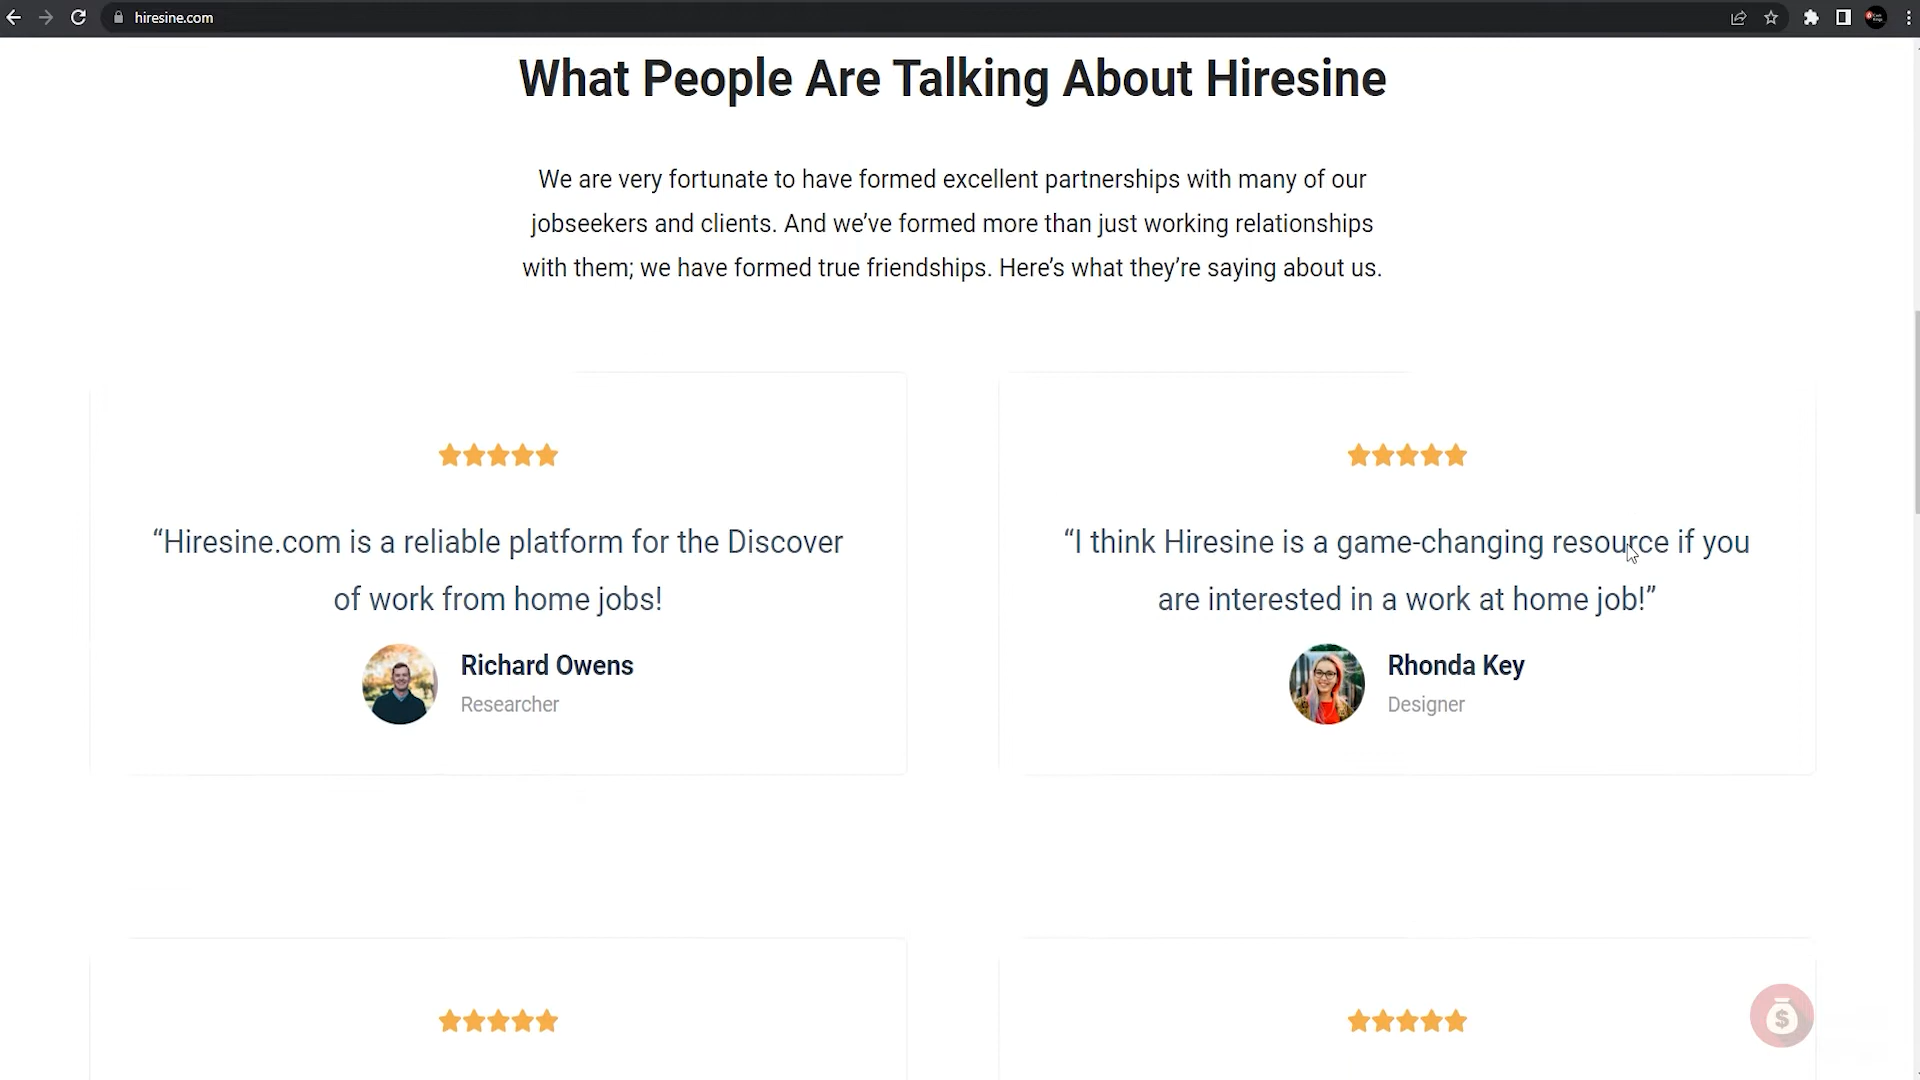 hiresine.com
What People Are Talking About Hiresine
We are very fortunate to have formed excellent partnerships with many of our
jobseekers and clients. And we’ve formed more than just working relationships
with them; we have formed true friendships. Here’s what they’re saying about us.
“Hiresine.com is a reliable platform for the Discover
of work from home jobs!
Richard Owens
Researcher
“I think Hiresine is a game-changing resource if you
are interested in a work at home job!”
Rhonda Key
Designer
$